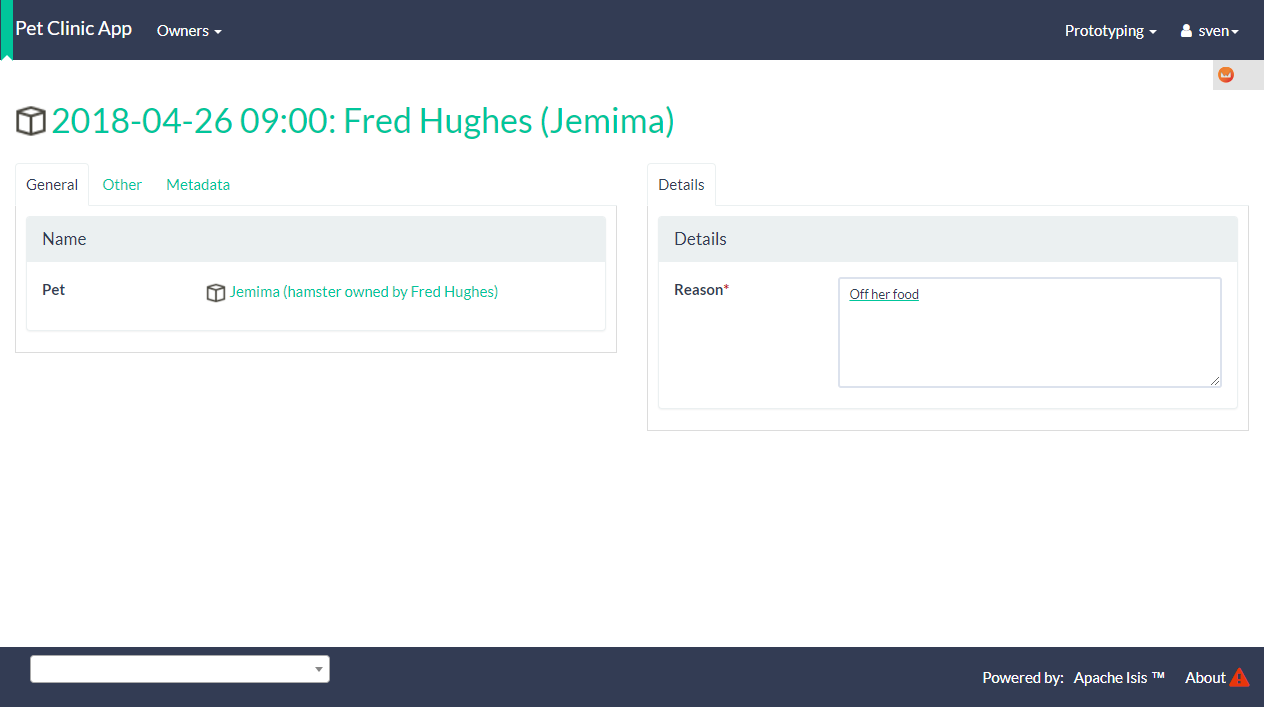 Pet Clinic App Owners Prototyping sven
2018-04-26 09:00: Fred Hughes (Jemima)
General Other Metadata
Name
Pet Jemima (hamster owned by Fred Hughes)
Details
Details
Reason* Off her food
Powered by: Apache Isis ™ About